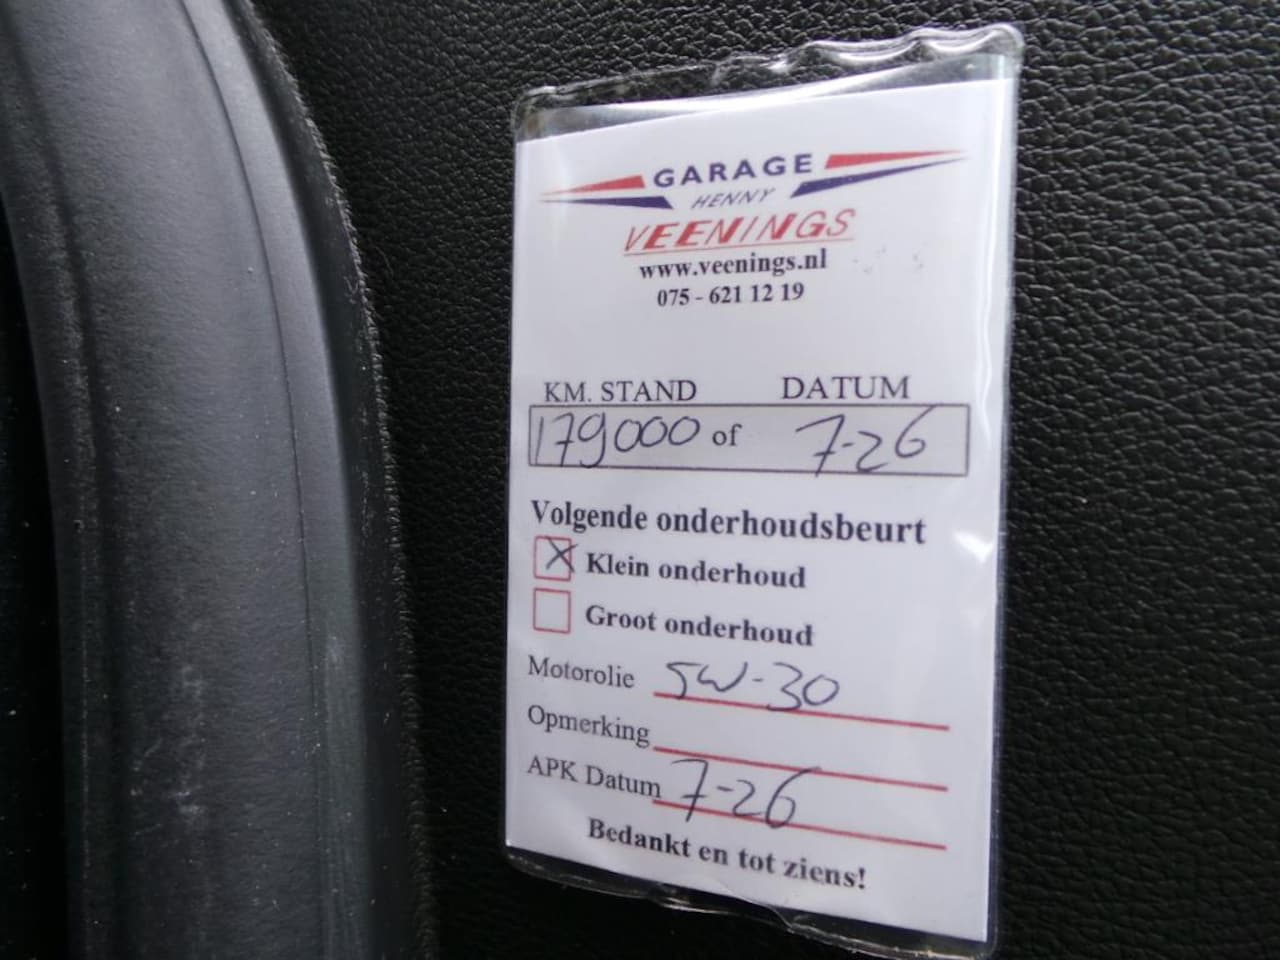 GARAGE
HENNY
VEENINGS
www.veenings.nl
075 - 621 12 19
KM. STAND DATUM
179000 of 7-26
Volgende onderhoudsbeurt
X Klein onderhoud
Groot onderhoud
Motorolie 5W-30
Opmerking
APK Datum 7-26
Bedankt en tot ziens!